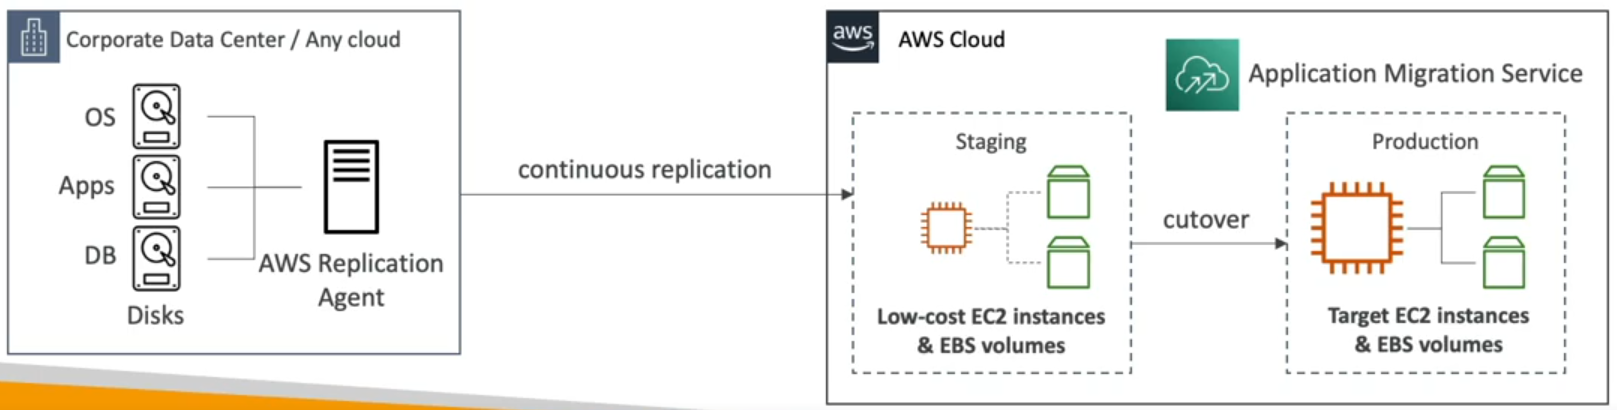 Corporate Data Center / Any cloud
OS
Apps
DB
Disks
AWS Replication
Agent
continuous replication
aws
AWS Cloud
Application Migration Service
Staging
Low-cost EC2 instances
& EBS volumes
cutover
Production
Target EC2 instances
& EBS volumes